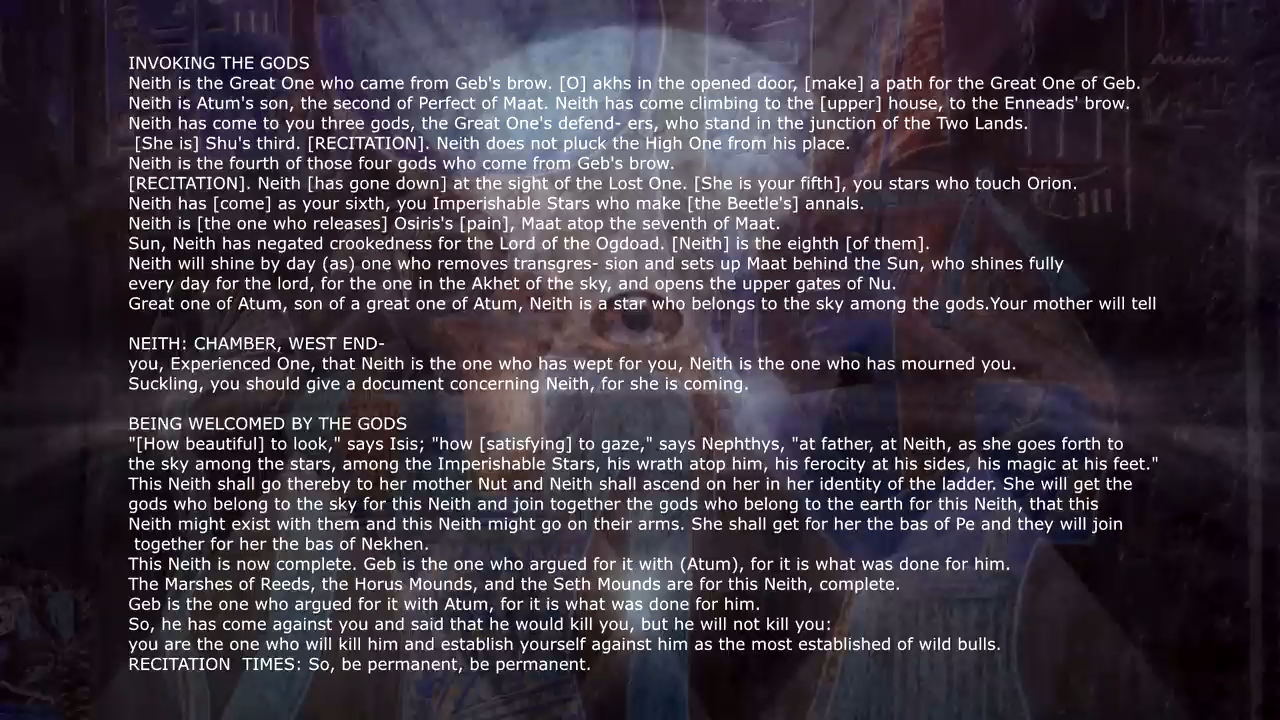 INVOKING THE GODS
Neith is the Great One who came from Geb's brow. [O] akhs in the opened door, [make] a path for the Great One of Geb.
Neith is Atum's son, the second of Perfect of Maat. Neith has come climbing to the [upper] house, to the Enneads' brow.
Neith has come to you three gods, the Great One's defend- ers, who stand in the junction of the Two Lands.
[She is] Shu's third. [RECITATION]. Neith does not pluck the High One from his place.
Neith is the fourth of those four gods who come from Geb's brow.
[RECITATION]. Neith [has gone down] at the sight of the Lost One. [She is your fifth], you stars who touch Orion.
Neith has [come] as your sixth, you Imperishable Stars who make [the Beetle's] annals.
Neith is [the one who releases] Osiris's [pain], Maat atop the seventh of Maat.
Sun, Neith has negated crookedness for the Lord of the Ogdoad. [Neith] is the eighth [of them].
Neith will shine by day (as) one who removes transgres- sion and sets up Maat behind the Sun, who shines fully
every day for the lord, for the one in the Akhet of the sky, and opens the upper gates of Nu.
Great one of Atum, son of a great one of Atum, Neith is a star who belongs to the sky among the gods.Your mother will tell
NEITH: CHAMBER, WEST END-
you, Experienced One, that Neith is the one who has wept for you, Neith is the one who has mourned you.
Suckling, you should give a document concerning Neith, for she is coming.
BEING WELCOMED BY THE GODS
"[How beautiful] to look," says Isis; "how [satisfying] to gaze," says Nephthys, "at father, at Neith, as she goes forth to
the sky among the stars, among the Imperishable Stars, his wrath atop him, his ferocity at his sides, his magic at his feet."
This Neith shall go thereby to her mother Nut and Neith shall ascend on her in her identity of the ladder. She will get the
gods who belong to the sky for this Neith and join together the gods who belong to the earth for this Neith, that this
Neith might exist with them and this Neith might go on their arms. She shall get for her the bas of Pe and they will join
together for her the bas of Nekhen.
This Neith is now complete. Geb is the one who argued for it with (Atum), for it is what was done for him.
The Marshes of Reeds, the Horus Mounds, and the Seth Mounds are for this Neith, complete.
Geb is the one who argued for it with Atum, for it is what was done for him.
So, he has come against you and said that he would kill you, but he will not kill you:
you are the one who will kill him and establish yourself against him as the most established of wild bulls.
RECITATION  TIMES: So, be permanent, be permanent.